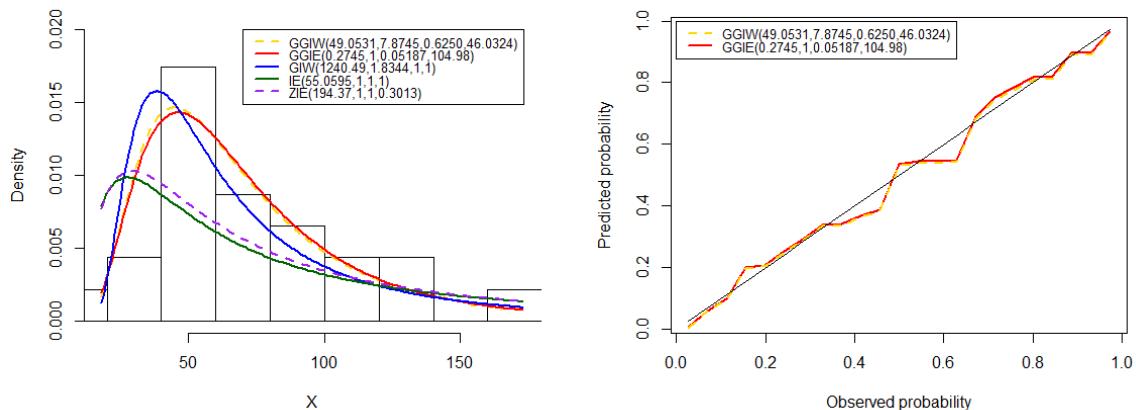 0.020
0.015
0.010
0.005
0.000
Density
50
100
150
X
GGIW(49.0531,7.8745,0.6250,46.0324)
GGIE(0.2745,1,0.05187,104.98)
GIW(1240.49,1.8344,1,1)
IE(55.0595,1,1,1)
ZIE(194.37,1,1,0.3013)
1.0
0.8
0.6
0.4
0.2
0.0
Predicted probability
0.0
0.2
0.4
0.6
0.8
1.0
Observed probability
GGIW(49.0531,7.8745,0.6250,46.0324)
GGIE(0.2745,1,0.05187,104.98)